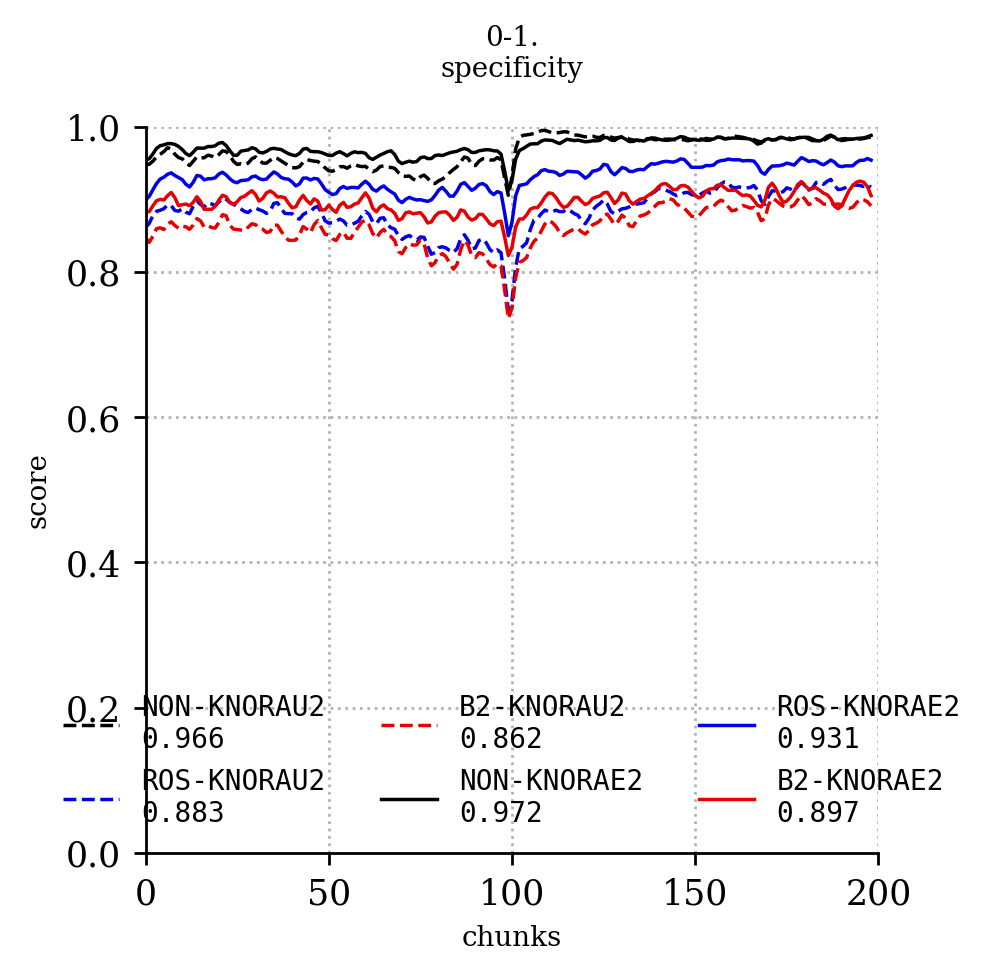 0-1.
specificity
1.0
0.8
0.6
0.4
0.2
0.0
score
NON-KNORAU2
0.966
ROS-KNORAU2
0.883
B2-KNORAU2
0.862
NON-KNORAE2
0.972
ROS-KNORAE2
0.931
B2-KNORAE2
0.897
0 50 100 150 200
chunks